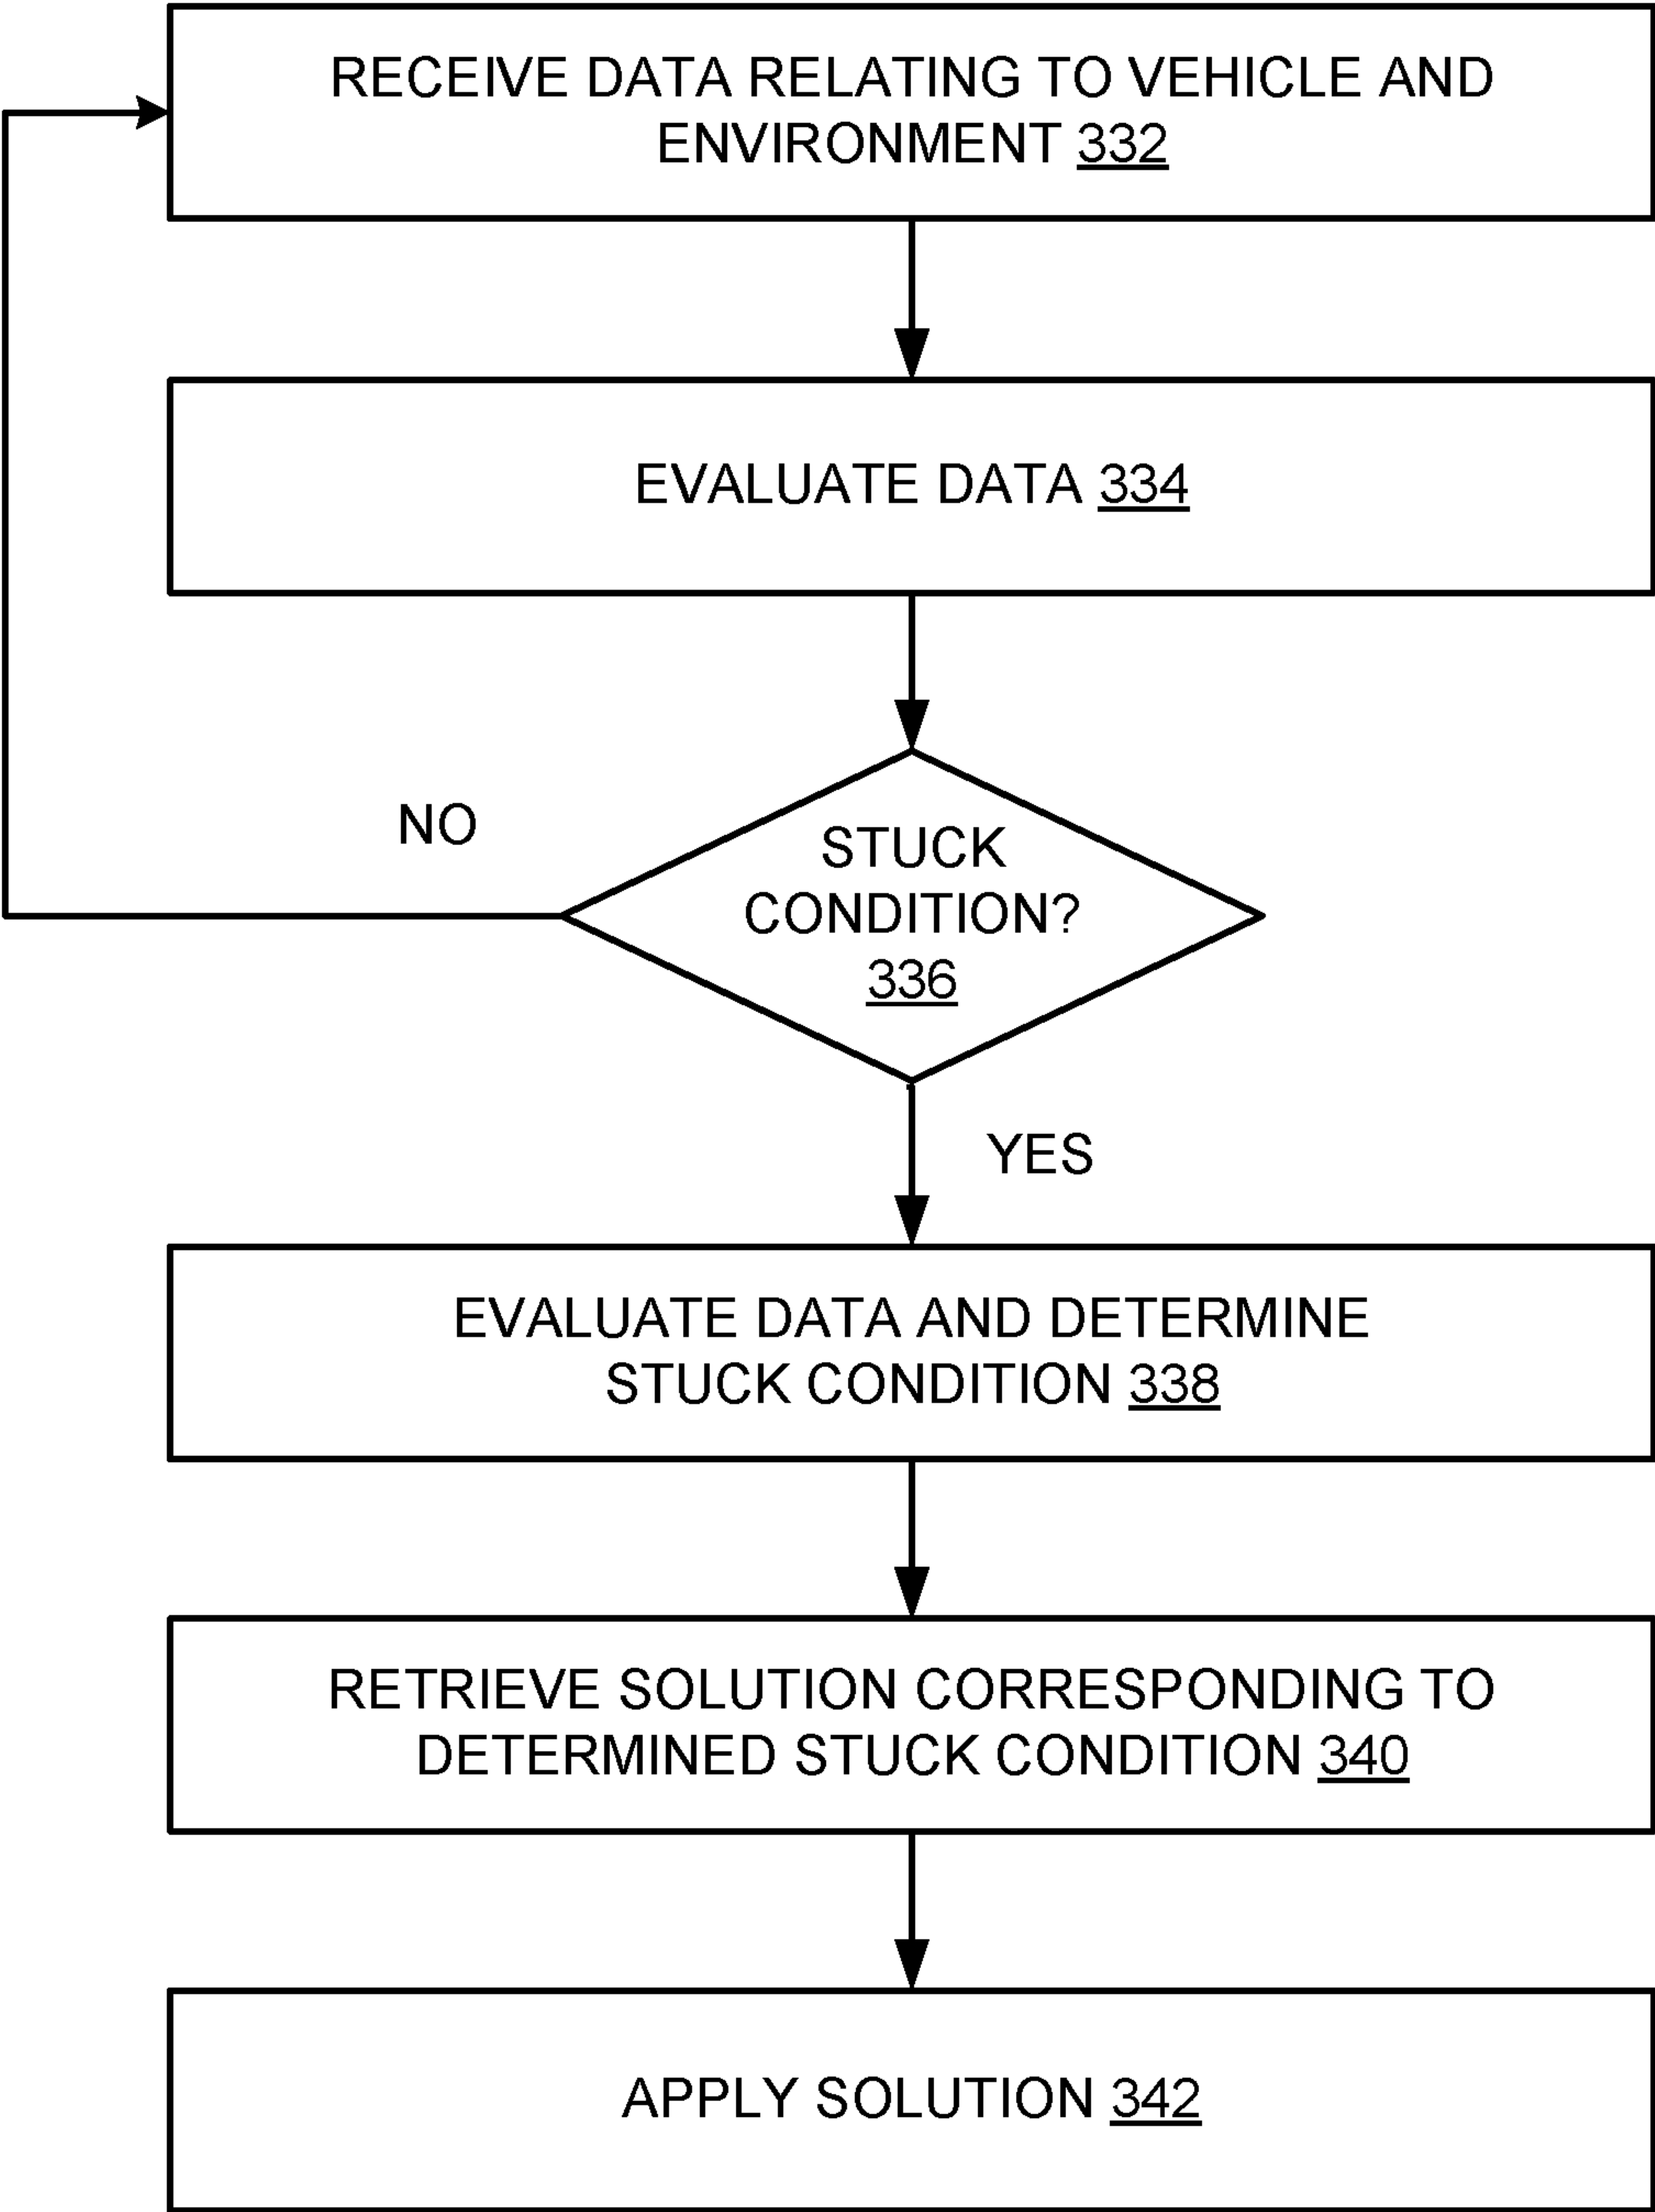 RECEIVE DATA RELATING TO VEHICLE AND
ENVIRONMENT 332
EVALUATE DATA 334
NO
STUCK
CONDITION?
336
YES
EVALUATE DATA AND DETERMINE
STUCK CONDITION 338
RETRIEVE SOLUTION CORRESPONDING TO
DETERMINED STUCK CONDITION 340
APPLY SOLUTION 342